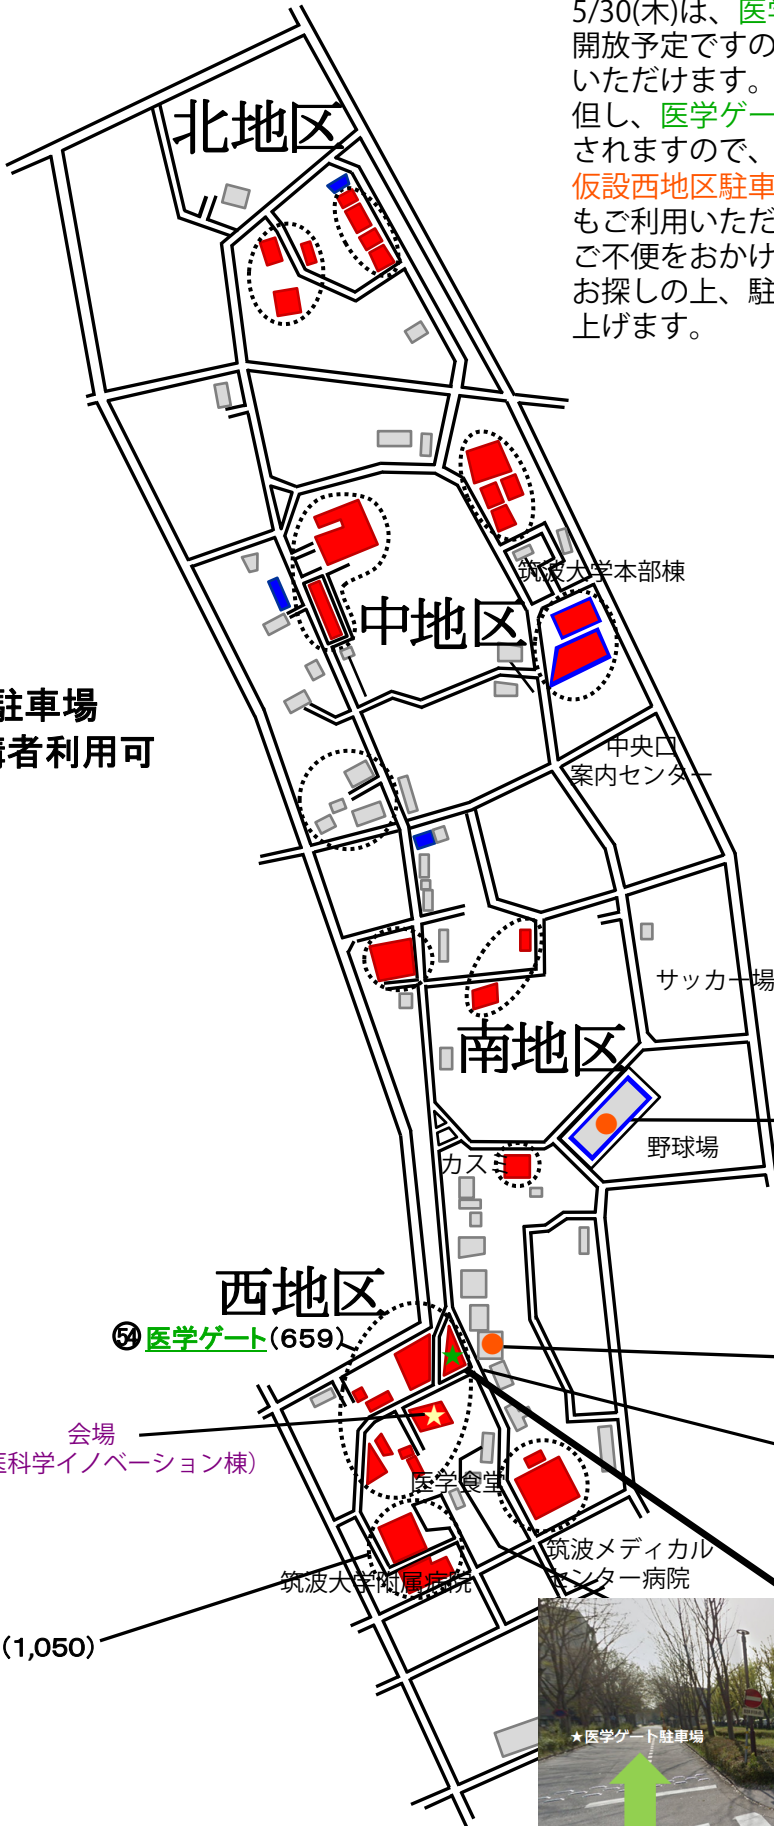 5/30(木)は、医学
開放予定ですの
いただけます。
但し、医学ゲー
されますので、
仮設西地区駐車
もご利用いただ
ご不便をおかけ
お探しの上、駐
上げます。
北地区
筑波大学本部棟
中地区
駐車場
構者利用可
中央口
案内センター
サッカー場
南地区
野球場
カスミ
西地区
54 医学ゲート(659)
会場
医科学イノベーション棟)
医学食堂
筑波メディカル
センター病院
筑波大学附属病院
(1,050)
★医学ゲート駐車場